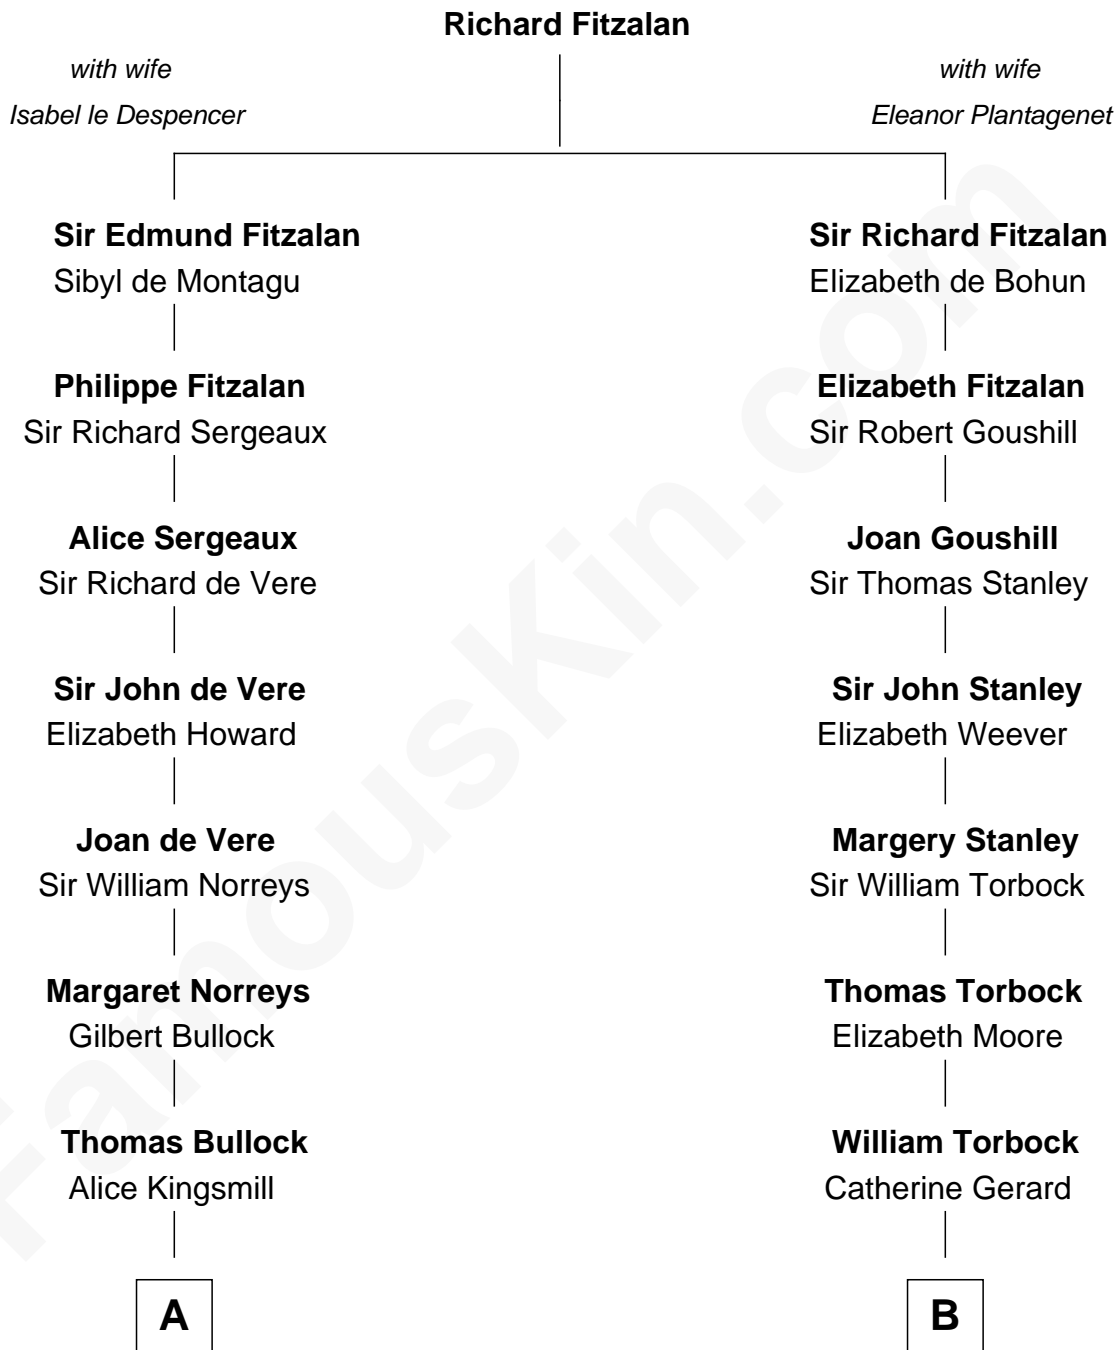 Richard Fitzalan
with wife
Isabel le Despencer
with wife
Eleanor Plantagenet
Sir Edmund Fitzalan
Sibyl de Montagu
Philippe Fitzalan
Sir Richard Sergeaux
Alice Sergeaux
Sir Richard de Vere
Sir John de Vere
Elizabeth Howard
Joan de Vere
Sir William Norreys
Margaret Norreys
Gilbert Bullock
Thomas Bullock
Alice Kingsmill
A
Sir Richard Fitzalan
Elizabeth de Bohun
Elizabeth Fitzalan
Sir Robert Goushill
Joan Goushill
Sir Thomas Stanley
Sir John Stanley
Elizabeth Weever
Margery Stanley
Sir William Torbock
Thomas Torbock
Elizabeth Moore
William Torbock
Catherine Gerard
B
FamousKin.com